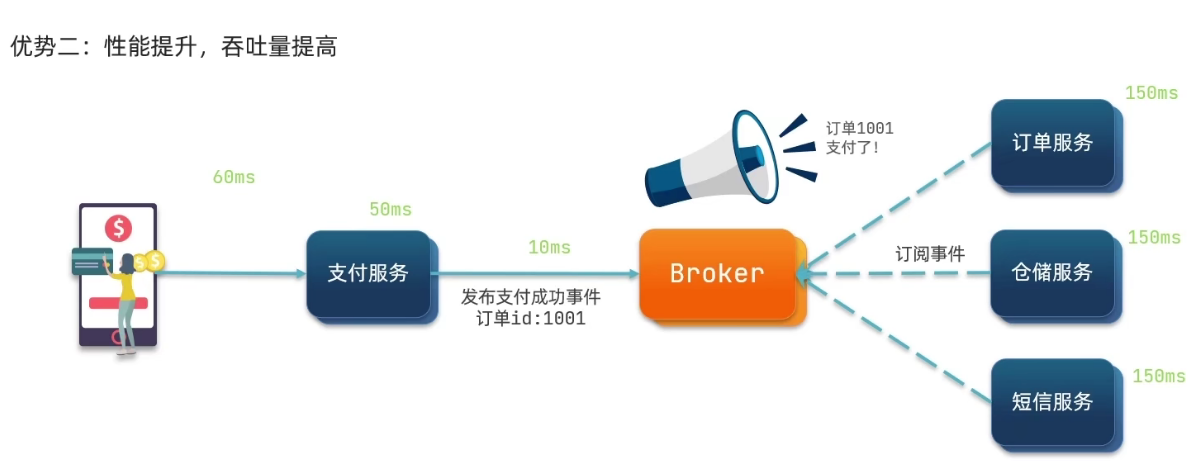 优势二：性能提升，吞吐量提高
150ms
订单1001
支付了！
订单服务
60ms
50ms
$
支付服务
10ms
发布支付成功事件
订单id:1001
Broker
订阅事件
150ms
仓储服务
$
$
150ms
短信服务